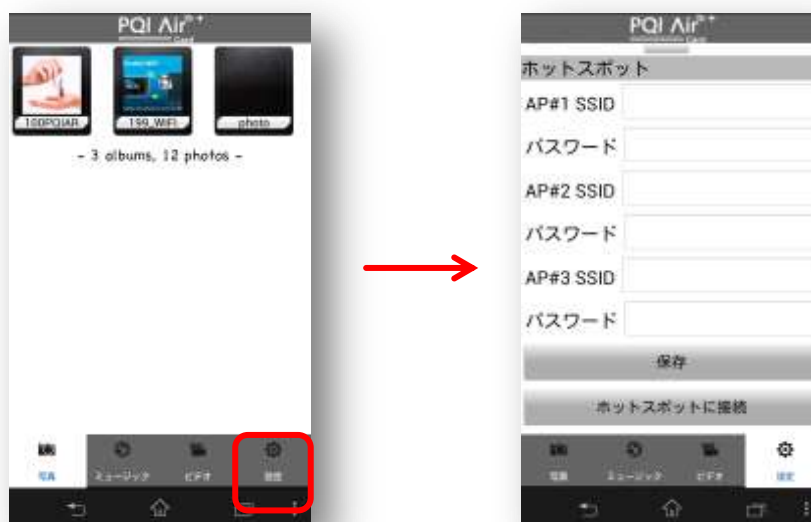 PQI Air
Card
100PQIAR
199_WIFI
photo
- 3 albums, 12 photos -
写真
ミュージック
ビデオ
設定
PQI Air
Card
ホットスポット
AP#1 SSID
パスワード
AP#2 SSID
パスワード
AP#3 SSID
パスワード
保存
ホットスポットに接続
写真
ミュージック
ビデオ
設定